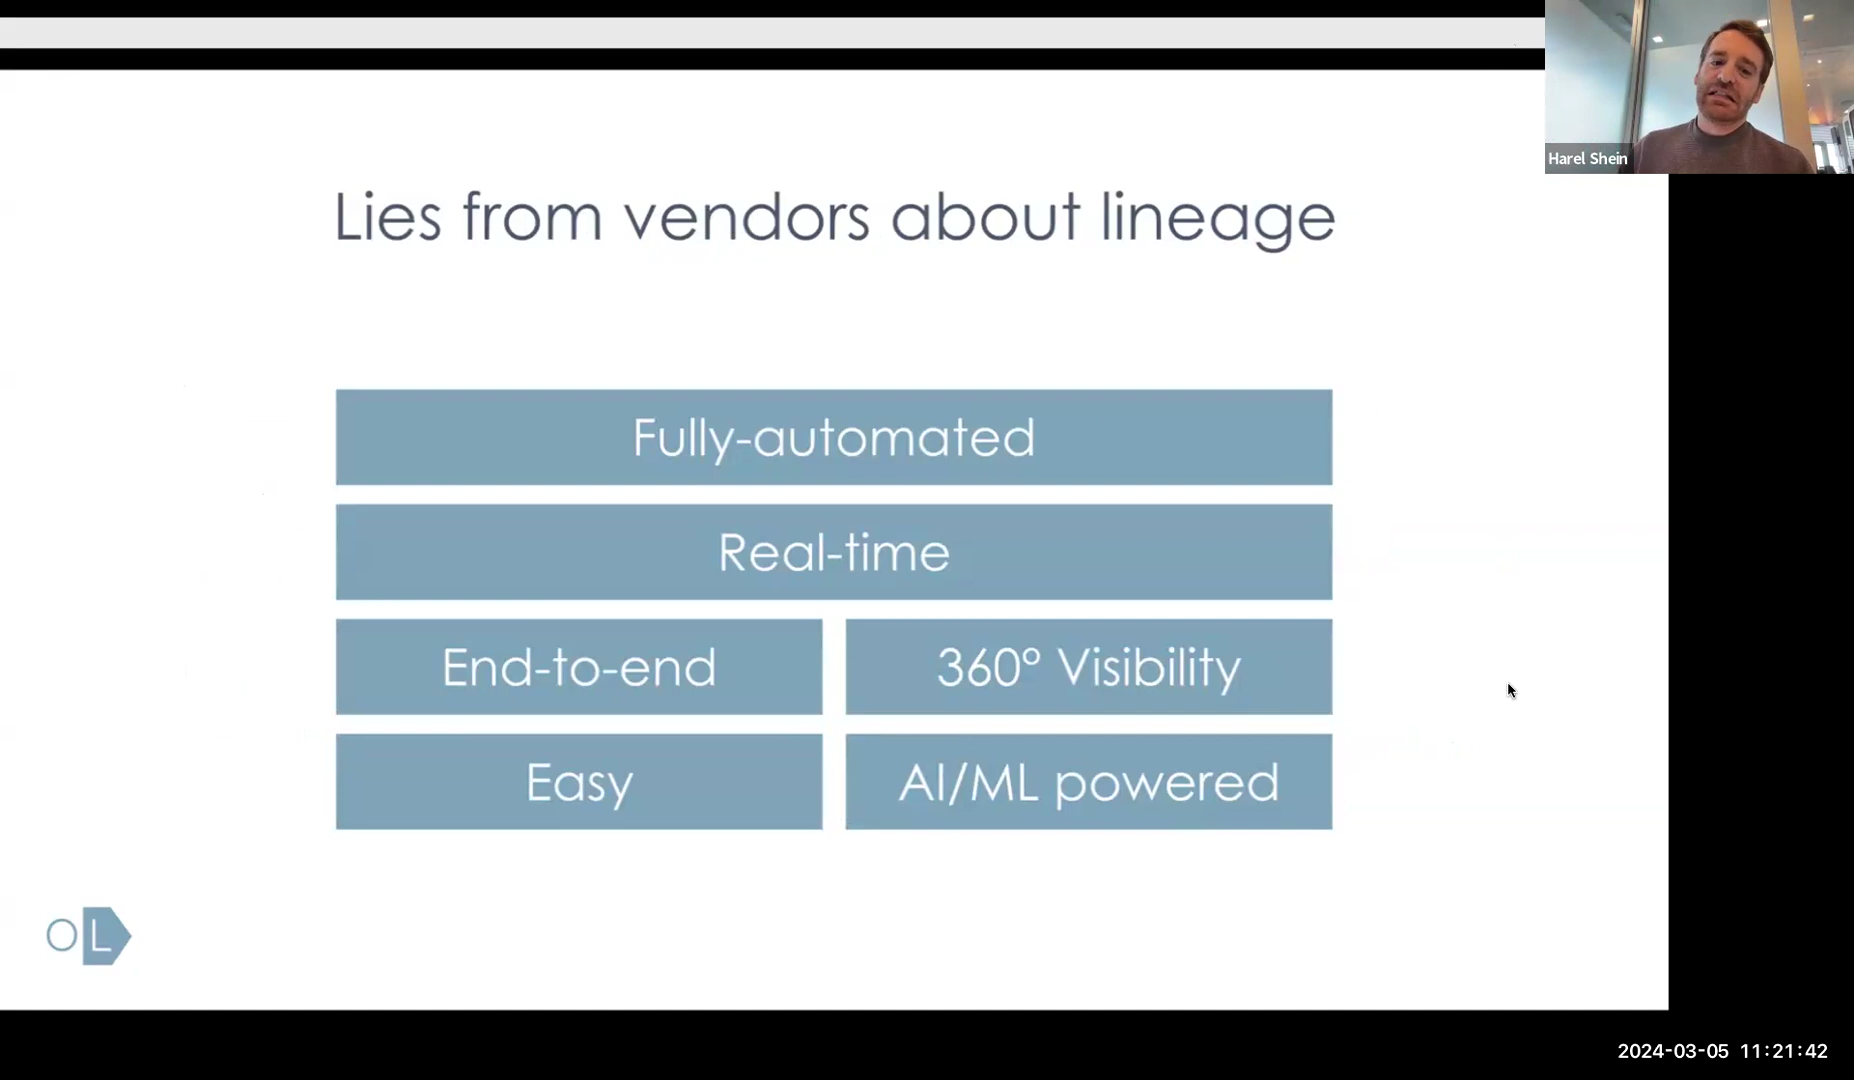 Harel Shein
Lies from vendors about lineage
Fully-automated
Real-time
End-to-end
360° Visibility
Easy
AI/ML powered
OL
2024-03-05 11:21:42